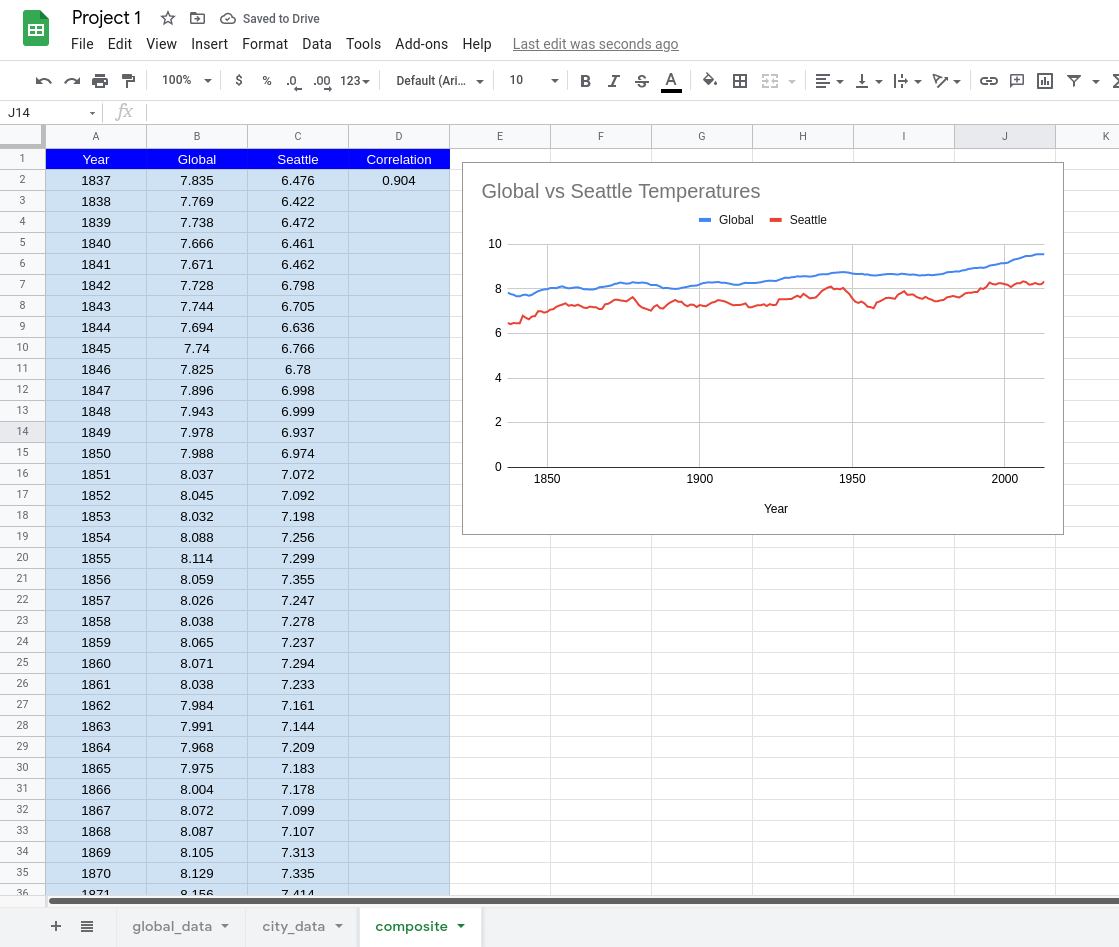 Project 1 Saved to Drive
File Edit View Insert Format Data Tools Add-ons Help Last edit was seconds ago
100% $ % .0 .00 123 Default (Ari... 10 B I S A
J14 fx
A B C D E F G H I J K
1 Year Global Seattle Correlation
2 1837 7.835 6.476 0.904
3 1838 7.769 6.422
4 1839 7.738 6.472
5 1840 7.666 6.461
6 1841 7.671 6.462
7 1842 7.728 6.798
8 1843 7.744 6.705
9 1844 7.694 6.636
10 1845 7.74 6.766
11 1846 7.825 6.78
12 1847 7.896 6.998
13 1848 7.943 6.999
14 1849 7.978 6.937
15 1850 7.988 6.974
16 1851 8.037 7.072
17 1852 8.045 7.092
18 1853 8.032 7.198
19 1854 8.088 7.256
20 1855 8.114 7.299
21 1856 8.059 7.355
22 1857 8.026 7.247
23 1858 8.038 7.278
24 1859 8.065 7.237
25 1860 8.071 7.294
26 1861 8.038 7.233
27 1862 7.984 7.161
28 1863 7.991 7.144
29 1864 7.968 7.209
30 1865 7.975 7.183
31 1866 8.004 7.178
32 1867 8.072 7.099
33 1868 8.087 7.107
34 1869 8.105 7.313
35 1870 8.129 7.335
36 1871 8.156 7.414
Global vs Seattle Temperatures
Global Seattle
10
8
6
4
2
0
1850 1900 1950 2000
Year
global_data city_data composite